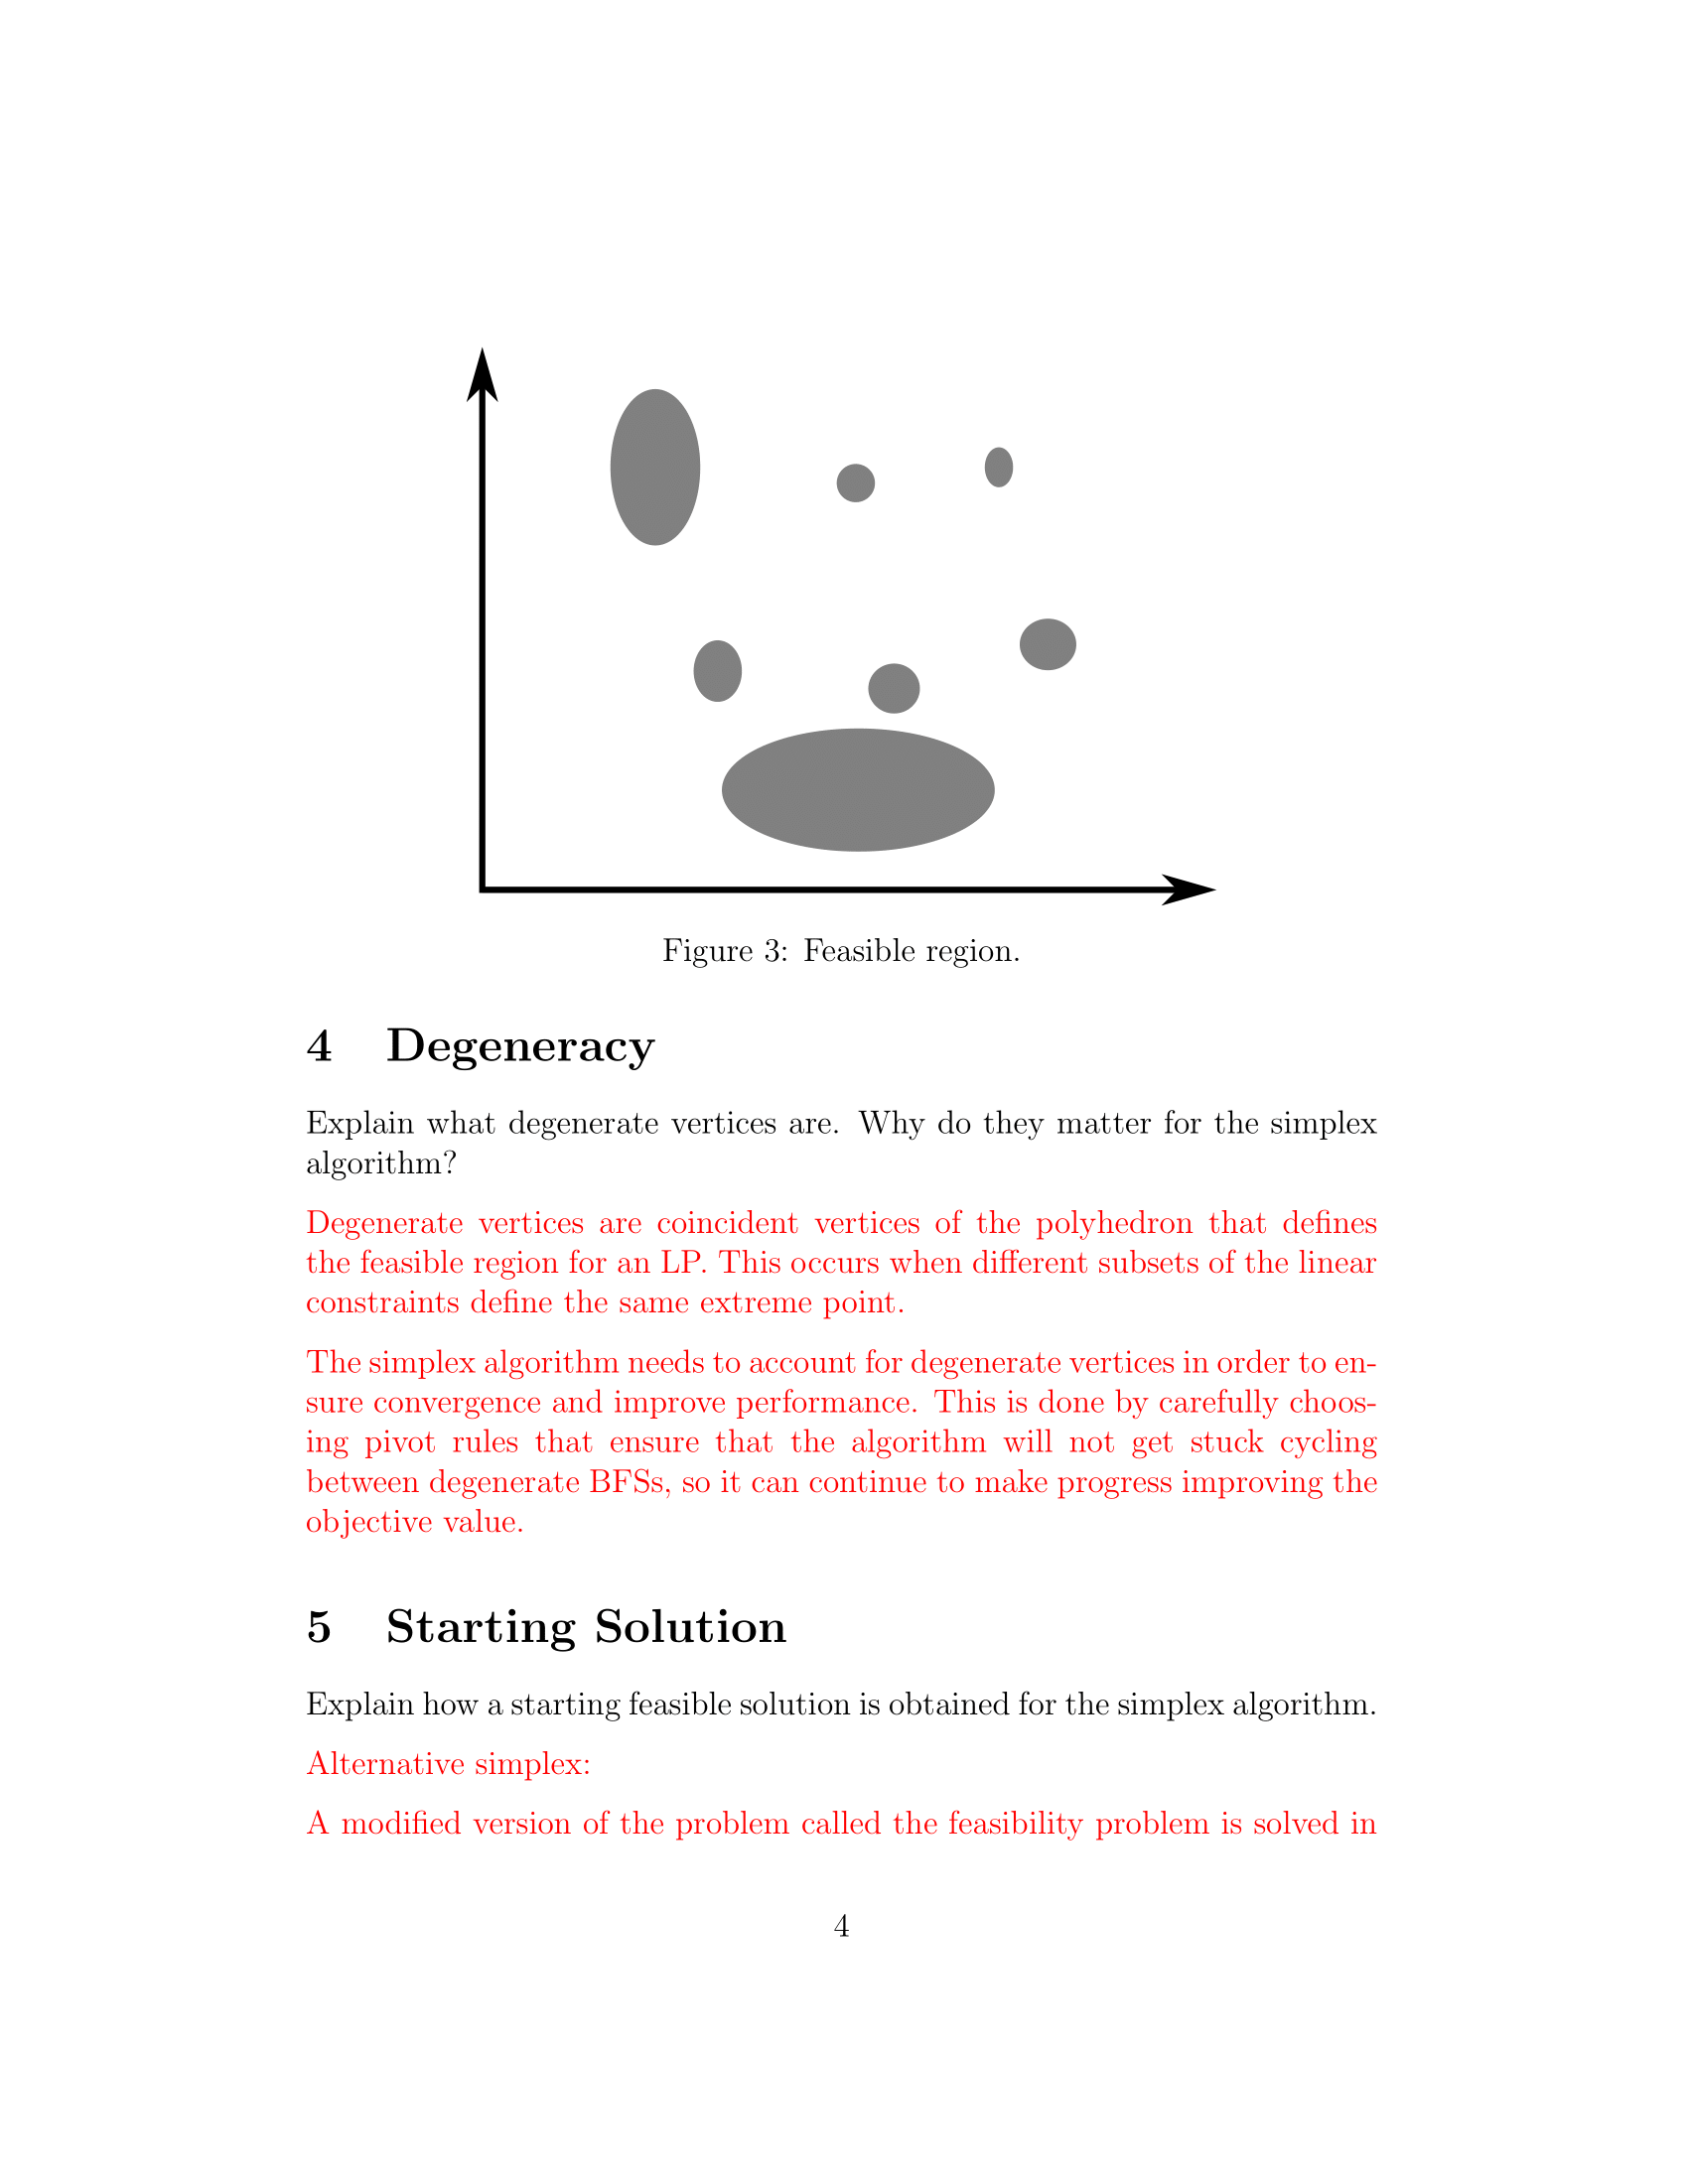 Figure 3: Feasible region.
4 Degeneracy
Explain what degenerate vertices are. Why do they matter for the simplex
algorithm?
Degenerate vertices are coincident vertices of the polyhedron that defines
the feasible region for an LP. This occurs when different subsets of the linear
constraints define the same extreme point.
The simplex algorithm needs to account for degenerate vertices in order to en-
sure convergence and improve performance. This is done by carefully choos-
ing pivot rules that ensure that the algorithm will not get stuck cycling
between degenerate BFSs, so it can continue to make progress improving the
objective value.
5 Starting Solution
Explain how a starting feasible solution is obtained for the simplex algorithm.
Alternative simplex:
A modified version of the problem called the feasibility problem is solved in
4